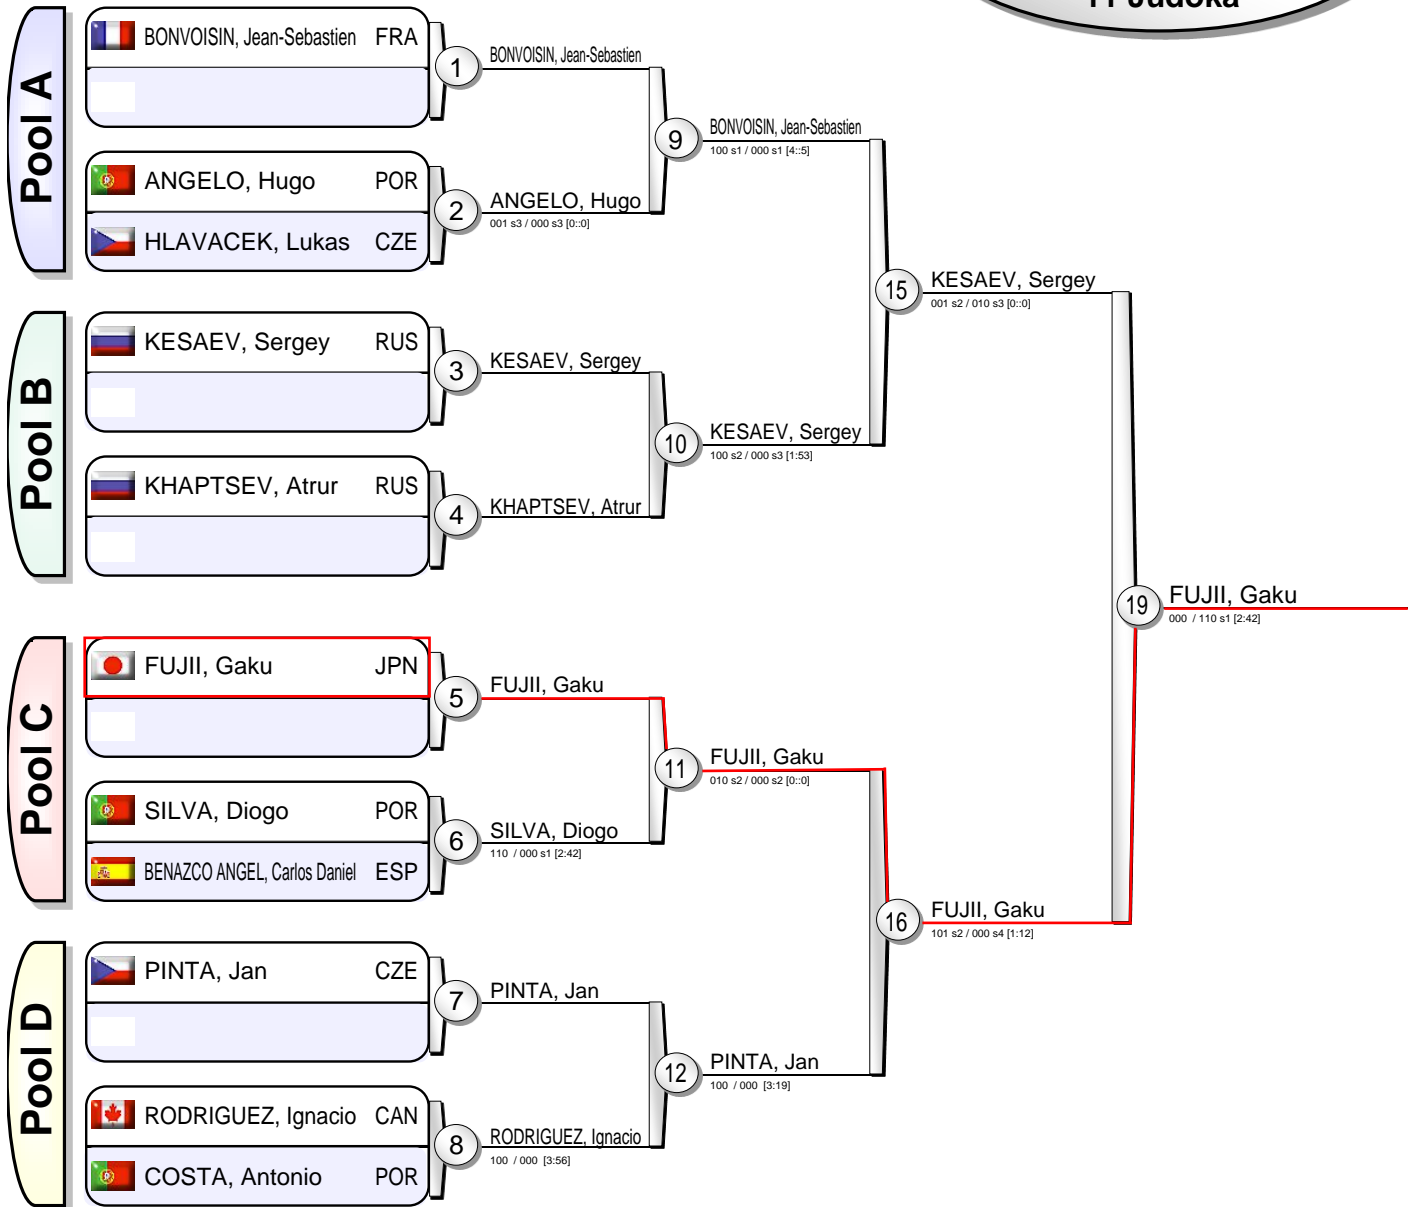 11 Judoka
Pool A
BONVOISIN, Jean-Sebastien FRA
ANGELO, Hugo POR
HLAVACEK, Lukas CZE
1
BONVOISIN, Jean-Sebastien
2
ANGELO, Hugo
001 s3 / 000 s3 [0::0]
9
BONVOISIN, Jean-Sebastien
100 s1 / 000 s1 [4::5]
Pool B
KESAEV, Sergey RUS
KHAPTSEV, Atrur RUS
3
KESAEV, Sergey
4
KHAPTSEV, Atrur
10
KESAEV, Sergey
100 s2 / 000 s3 [1:53]
15
KESAEV, Sergey
001 s2 / 010 s3 [0::0]
Pool C
FUJII, Gaku JPN
SILVA, Diogo POR
BENAZCO ANGEL, Carlos Daniel ESP
5
FUJII, Gaku
6
SILVA, Diogo
110 / 000 s1 [2:42]
11
FUJII, Gaku
010 s2 / 000 s2 [0::0]
Pool D
PINTA, Jan CZE
RODRIGUEZ, Ignacio CAN
COSTA, Antonio POR
7
PINTA, Jan
8
RODRIGUEZ, Ignacio
100 / 000 [3:56]
12
PINTA, Jan
100 / 000 [3:19]
16
FUJII, Gaku
101 s2 / 000 s4 [1:12]
19
FUJII, Gaku
000 / 110 s1 [2:42]